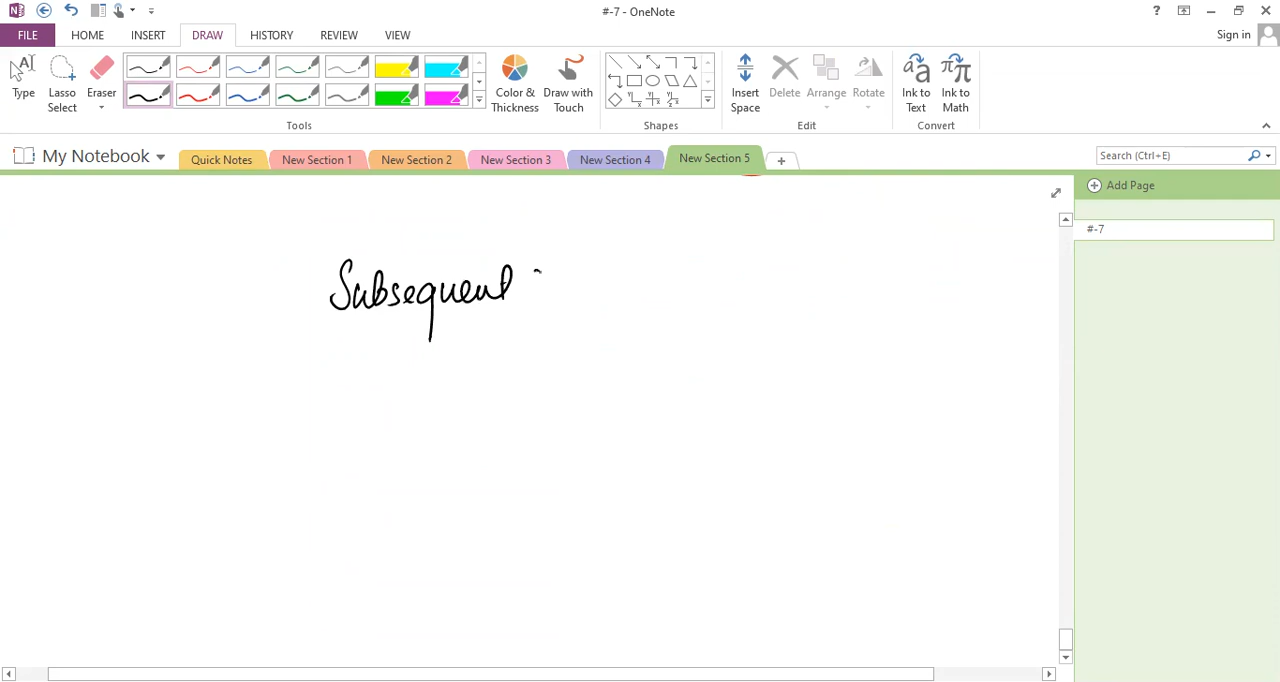 #-7 - OneNote
Sign in
FILE HOME INSERT DRAW HISTORY REVIEW VIEW
Type Lasso Select Eraser Color & Thickness Draw with Touch Insert Space Delete Arrange Rotate Ink to Text Ink to Math
Tools Shapes Edit Convert
My Notebook Quick Notes New Section 1 New Section 2 New Section 3 New Section 4 New Section 5 Search (Ctrl+E)
Add Page
#-7
Subsequent